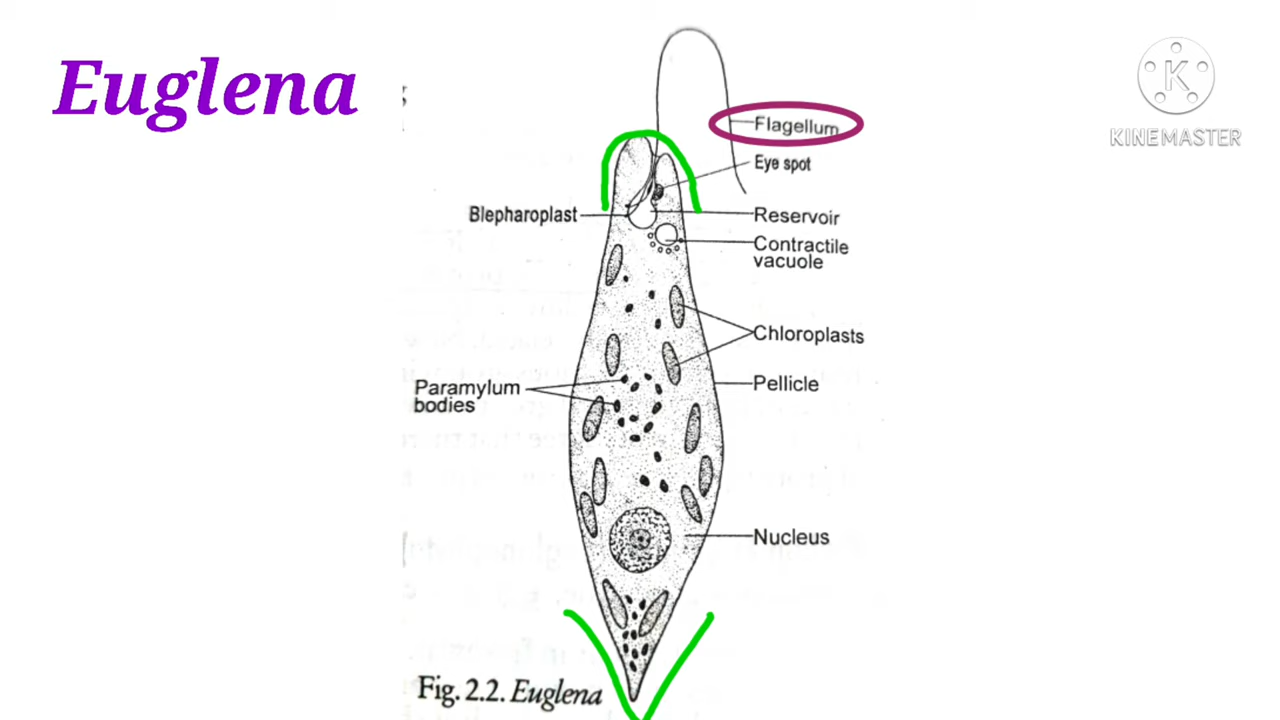 Euglena
KINEMASTER
Flagellum
Eye spot
Blepharoplast
Reservoir
Contractile
vacuole
Chloroplasts
Paramylum
bodies
Pellicle
Nucleus
Fig. 2.2. Euglena